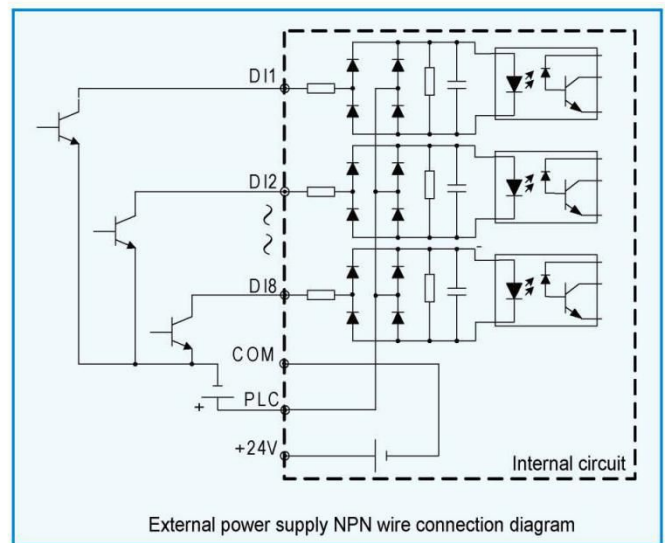 DI1
DI2
DI8
COM
+
PLC
+24V
-
Internal circuit
External power supply NPN wire connection diagram